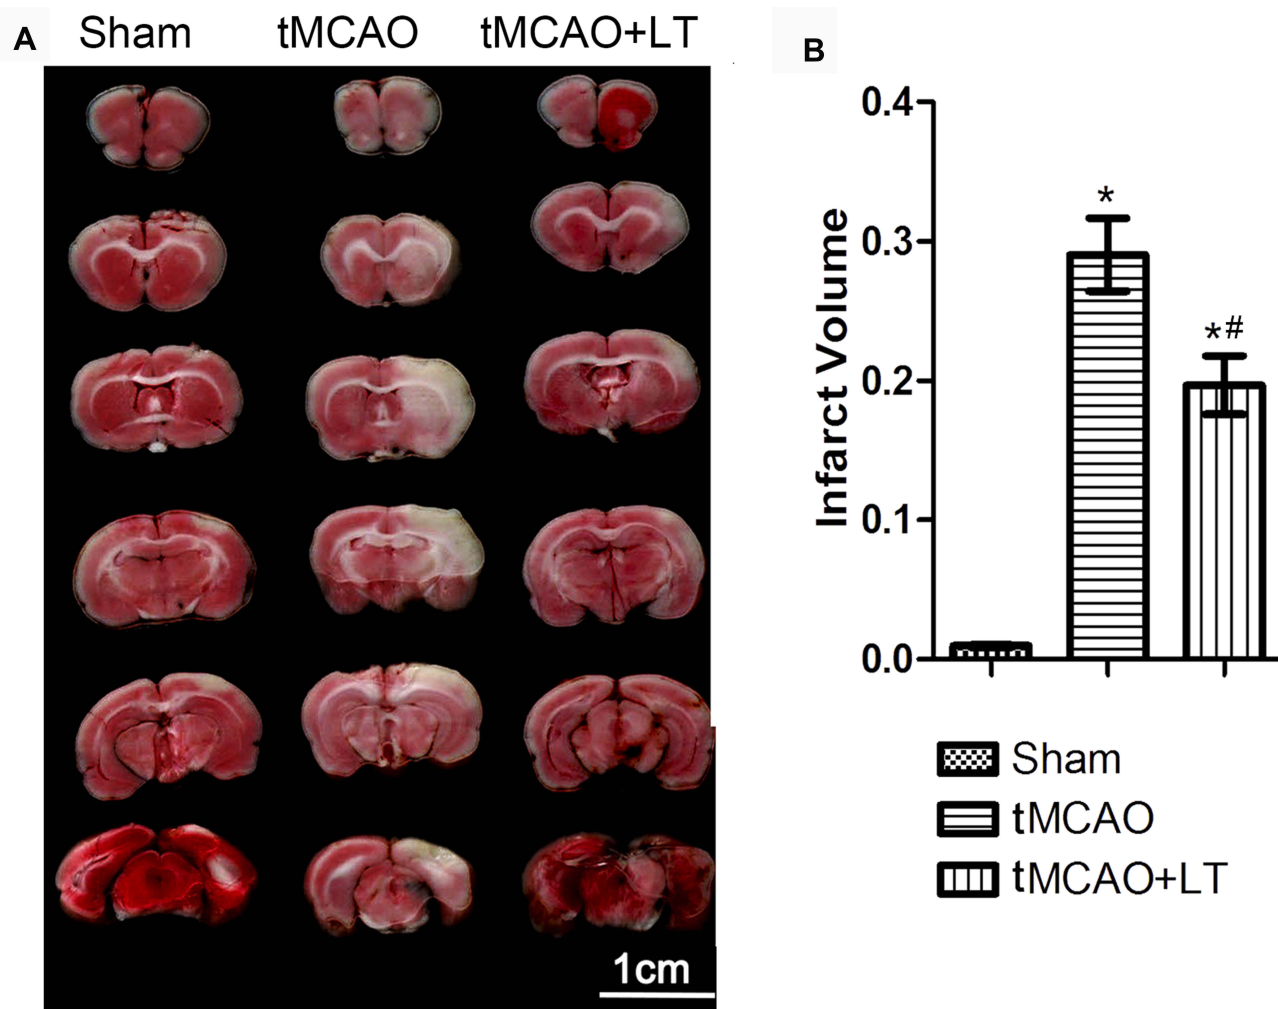 A
Sham
tMCAO
tMCAO+LT
1cm
B
Infarct Volume
0.4
0.3
0.2
0.1
0.0
*
*#
Sham
tMCAO
tMCAO+LT